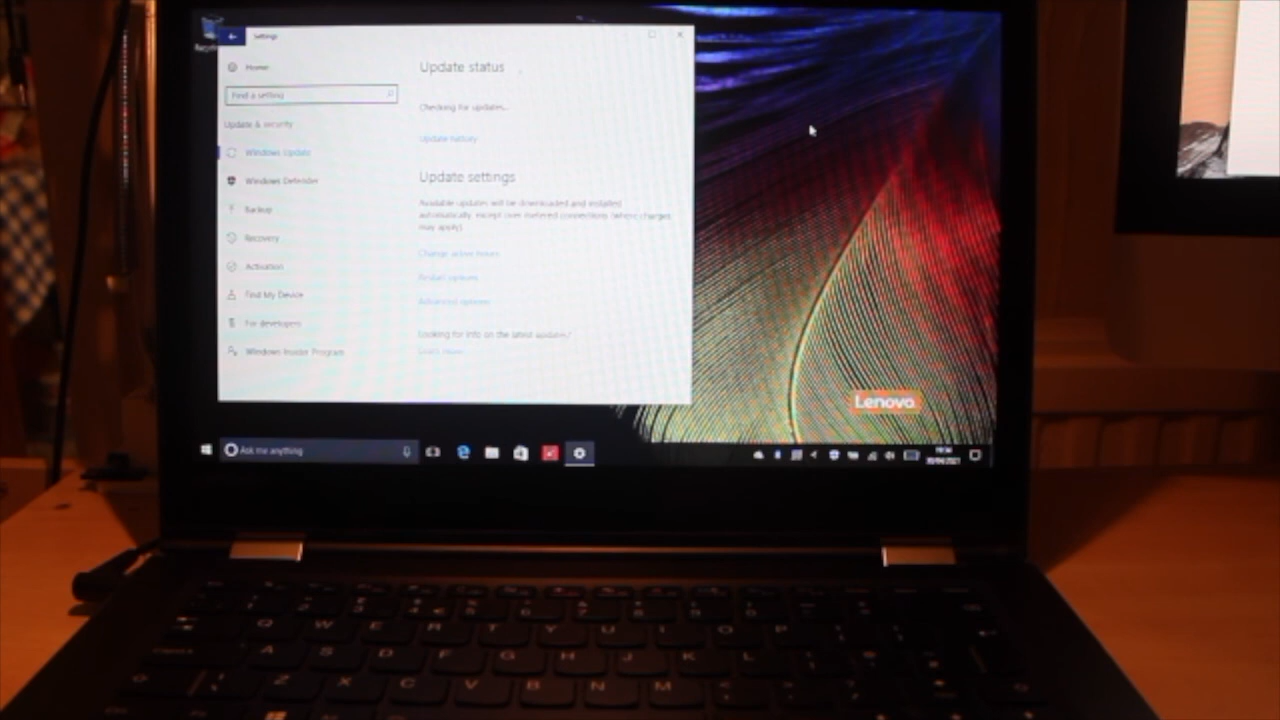 Settings
Home
Find a setting
Update & security
Windows Update
Windows Defender
Backup
Recovery
Activation
Find My Device
For developers
Windows Insider Program
Update status
Checking for updates...
Update history
Update settings
Available updates will be downloaded and installed
automatically, except over metered connections (where charges
may apply).
Change active hours
Restart options
Advanced options
Looking for info on the latest updates?
Learn more
Lenovo
Ask me anything
Q W E R T Y U I O P
A S D F G H J K L
Z X C V B N M